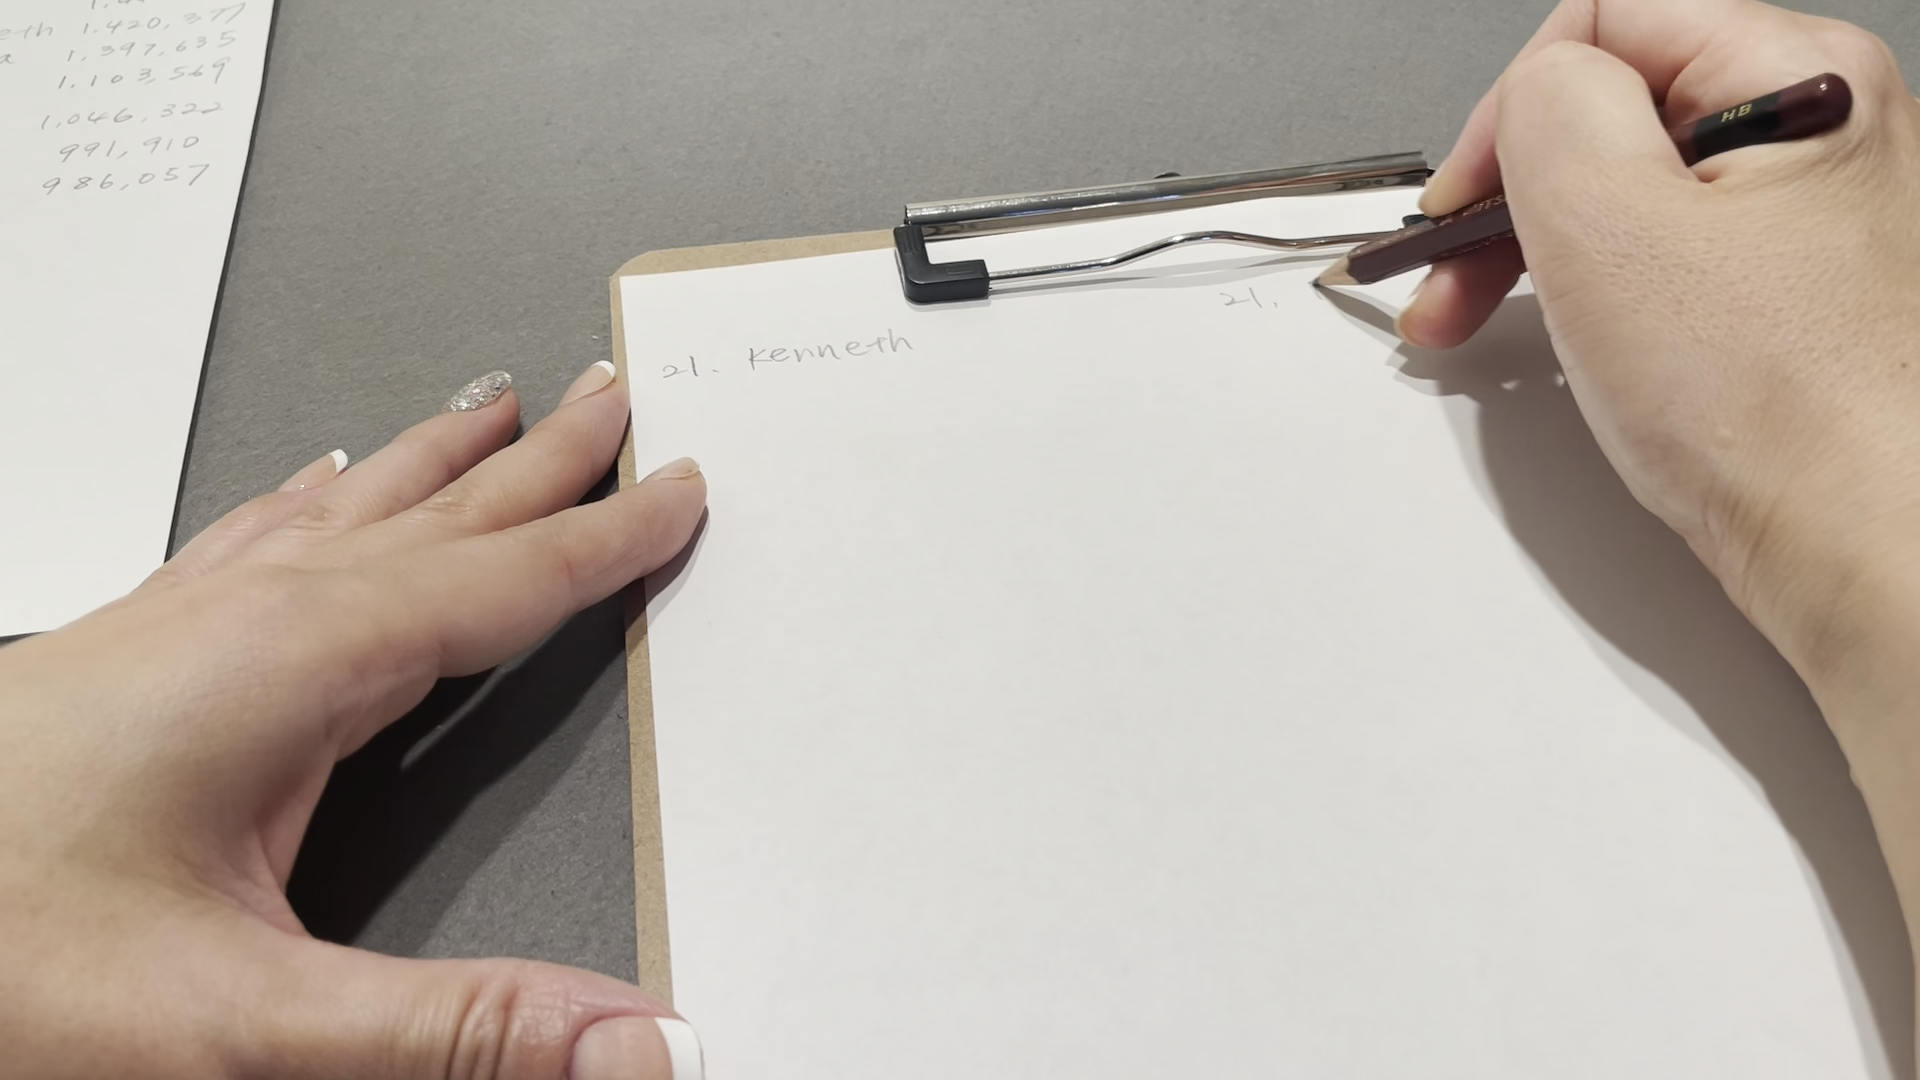 eth 1,420,377
a 1,397,635
1,103,569
1,046,322
991,910
986,057
HB
21.
21. Kenneth